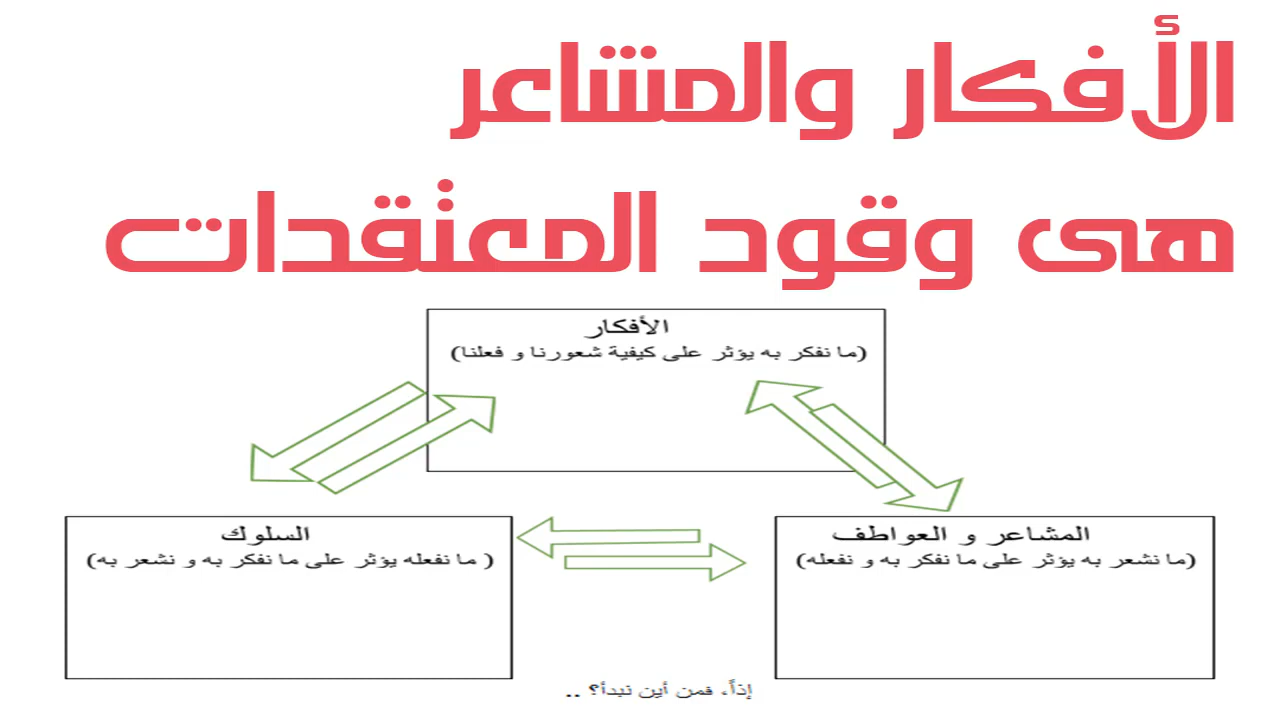 الأفكار والمشاعر
هى وقود المعتقدات
الأفكار
(ما نفكر به يؤثر على كيفية شعورنا و فعلنا)
المشاعر و العواطف
(ما نشعر به يؤثر على ما نفكر به و نفعله)
السلوك
( ما نفعله يؤثر على ما نفكر به و نشعر به)
إذاً، فمن أين نبدأ؟ ..